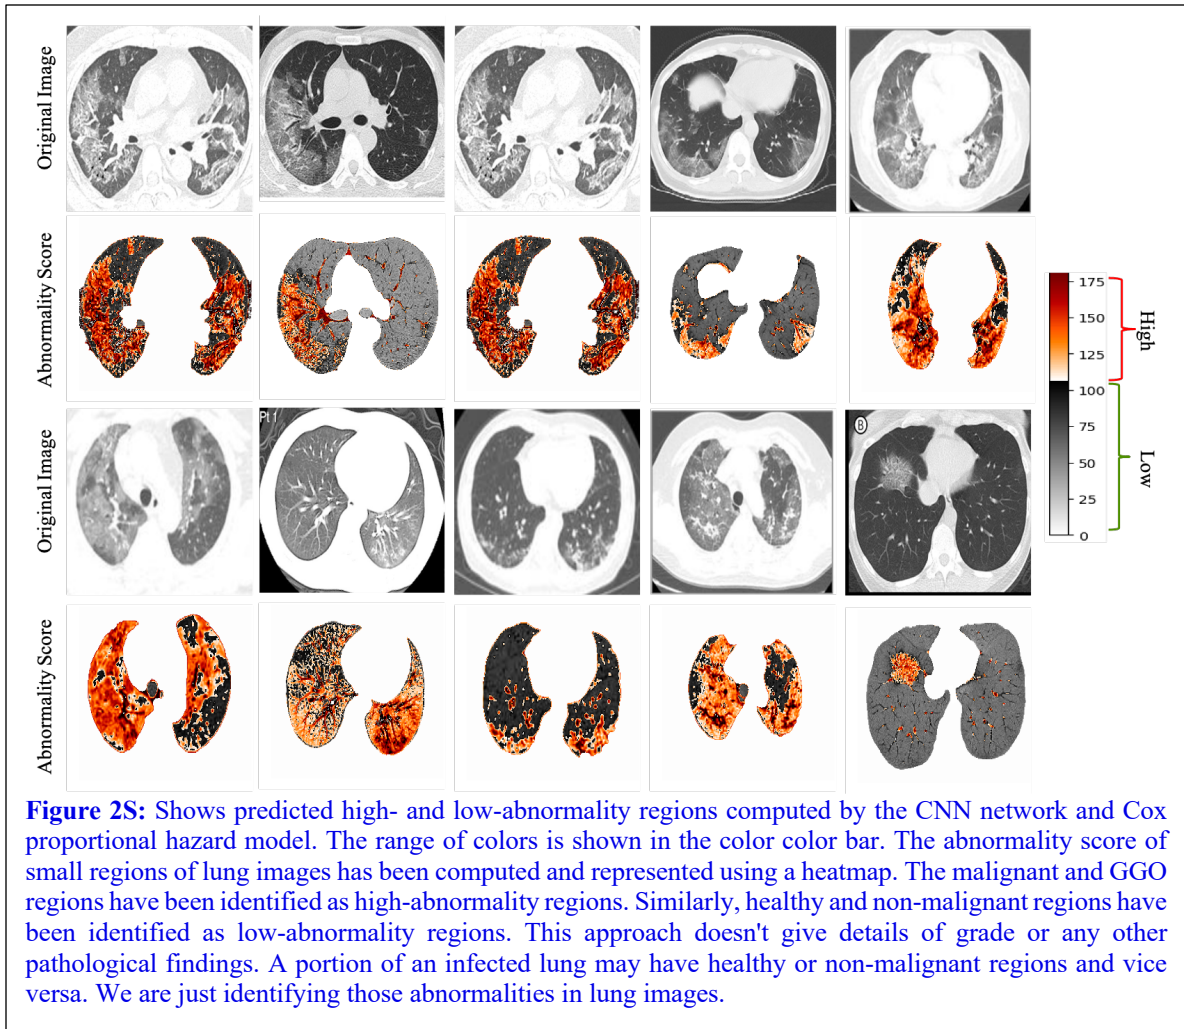 Original Image
Abnormality Score
Original Image
Abnormality Score
Pt 1
B
175
150
125
100
75
50
25
0
High
Low
Figure 2S: Shows predicted high- and low-abnormality regions computed by the CNN network and Cox
proportional hazard model. The range of colors is shown in the color color bar. The abnormality score of
small regions of lung images has been computed and represented using a heatmap. The malignant and GGO
regions have been identified as high-abnormality regions. Similarly, healthy and non-malignant regions have
been identified as low-abnormality regions. This approach doesn't give details of grade or any other
pathological findings. A portion of an infected lung may have healthy or non-malignant regions and vice
versa. We are just identifying those abnormalities in lung images.